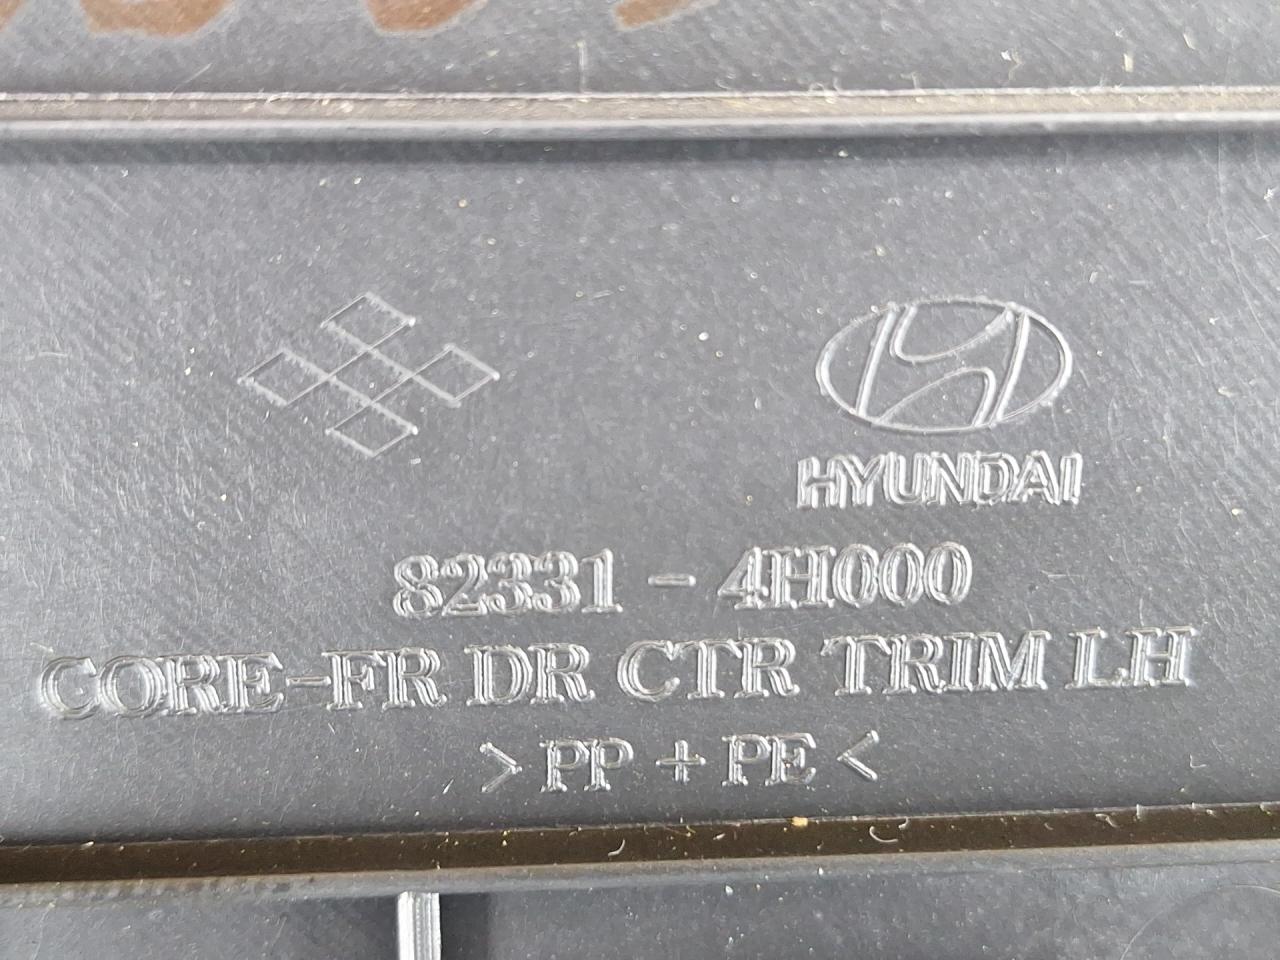 HYUNDAI
82331 - 4H000
CORE-FR DR CTR TRIM LH
> PP + PE <